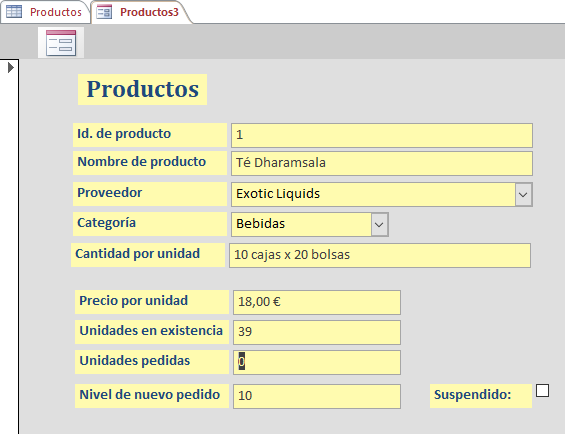 Productos Productos3
Productos
Id. de producto 1
Nombre de producto Té Dharamsala
Proveedor Exotic Liquids
Categoría Bebidas
Cantidad por unidad 10 cajas x 20 bolsas
Precio por unidad 18,00 €
Unidades en existencia 39
Unidades pedidas 0
Nivel de nuevo pedido 10 Suspendido: